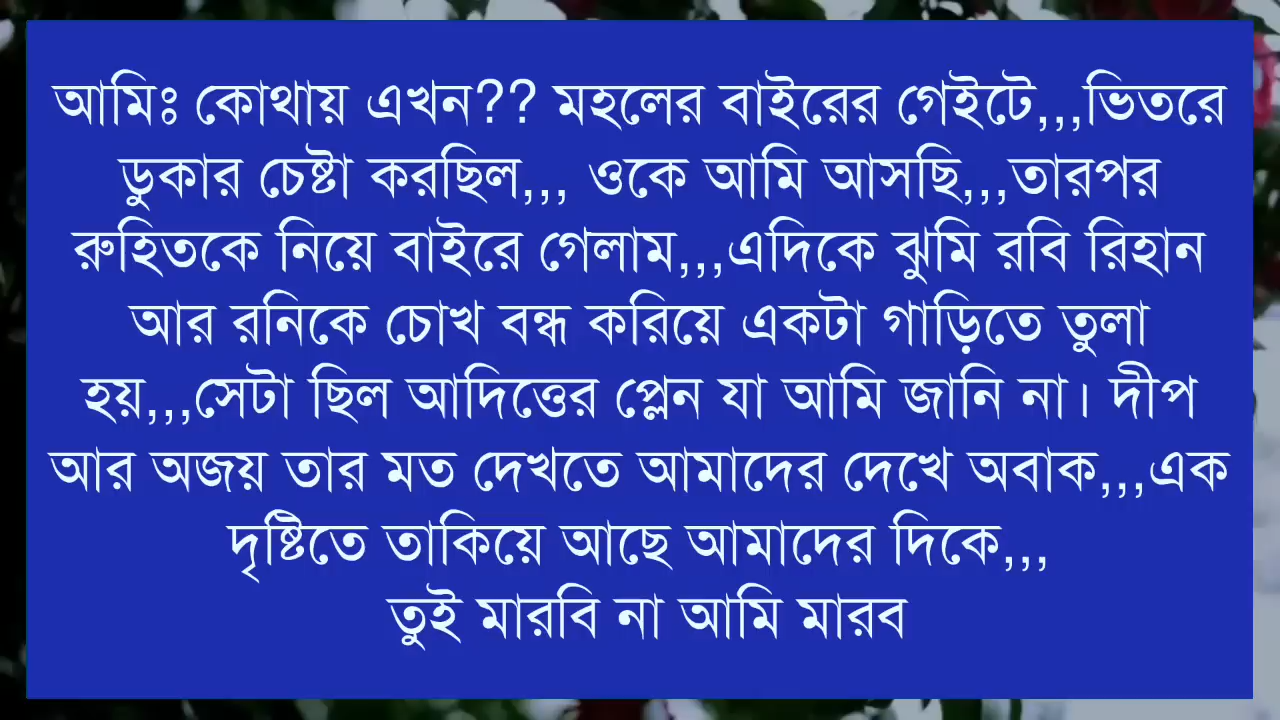 আমিঃ কোথায় এখন?? মহলের বাইরের গেইটে,,,ভিতরে
ডুকার চেষ্টা করছিল,,, ওকে আমি আসছি,,,তারপর
রুহিতকে নিয়ে বাইরে গেলাম,,,এদিকে ঝুমি রবি রিহান
আর রনিকে চোখ বন্ধ করিয়ে একটা গাড়িতে তুলা
হয়,,,সেটা ছিল আদিত্তের প্লেন যা আমি জানি না। দীপ
আর অজয় তার মত দেখতে আমাদের দেখে অবাক,,,এক
দৃষ্টিতে তাকিয়ে আছে আমাদের দিকে,,,
তুই মারবি না আমি মারব